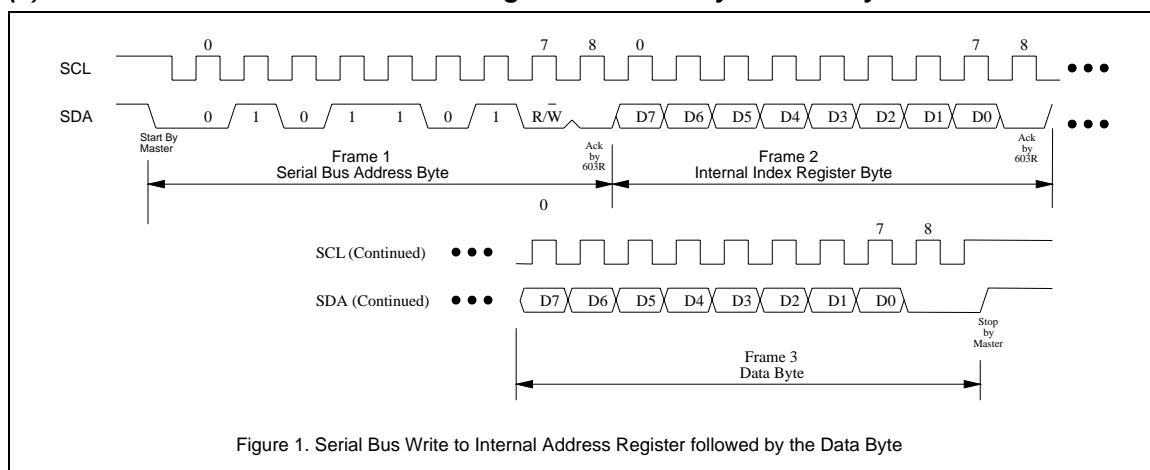 0 7 8 0 7 8
SCL
SDA 0 1 0 1 1 0 1 R/W̅ D7 D6 D5 D4 D3 D2 D1 D0
Start By
Master
Ack
by
603R
Ack
by
603R
Frame 1
Serial Bus Address Byte
Frame 2
Internal Index Register Byte
0
7 8
SCL (Continued)
SDA (Continued) D7 D6 D5 D4 D3 D2 D1 D0
Stop
by
Master
Frame 3
Data Byte
Figure 1. Serial Bus Write to Internal Address Register followed by the Data Byte